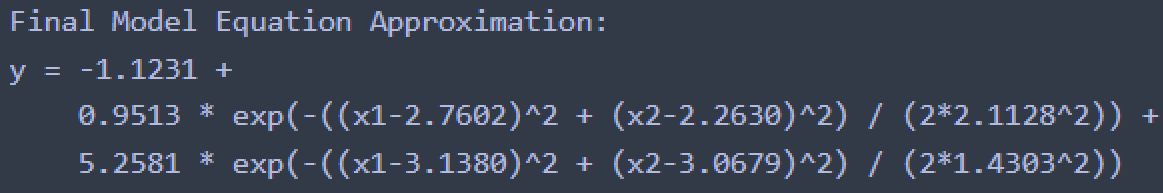 Final Model Equation Approximation:
y = -1.1231 +
0.9513 * exp(-((x1-2.7602)^2 + (x2-2.2630)^2) / (2*2.1128^2)) +
5.2581 * exp(-((x1-3.1380)^2 + (x2-3.0679)^2) / (2*1.4303^2))